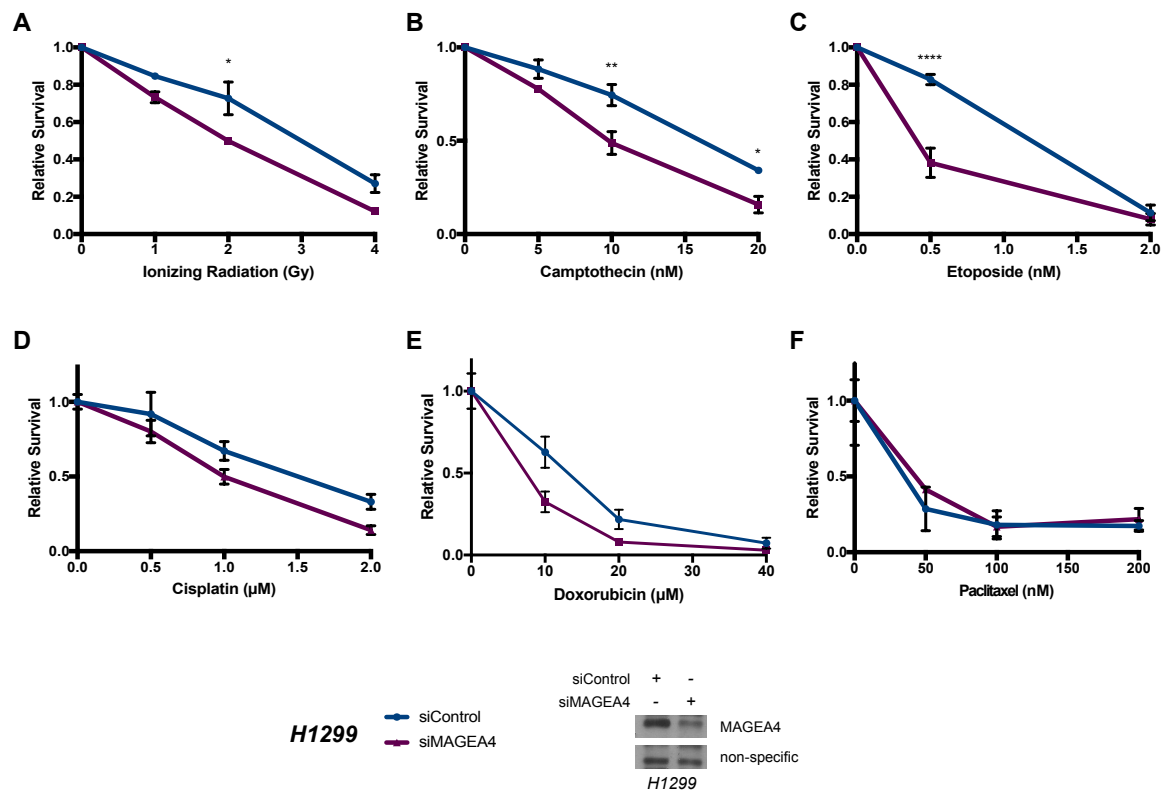 A
Relative Survival
1.0
0.8
0.6
0.4
0.2
0.0
*
0
1
2
3
4
Ionizing Radiation (Gy)
B
Relative Survival
1.0
0.5
0.0
**
*
0
5
10
15
20
Camptothecin (nM)
C
Relative Survival
1.0
0.8
0.6
0.4
0.2
0.0
****
0.0
0.5
1.0
1.5
2.0
Etoposide (nM)
D
Relative Survival
1.0
0.5
0.0
0.0
0.5
1.0
1.5
2.0
Cisplatin (µM)
E
Relative Survival
1.0
0.5
0.0
0
10
20
30
40
Doxorubicin (µM)
F
Relative Survival
1.0
0.5
0.0
0
50
100
150
200
Paclitaxel (nM)
H1299
siControl
siMAGEA4
siControl + -
siMAGEA4 - +
MAGEA4
non-specific
H1299